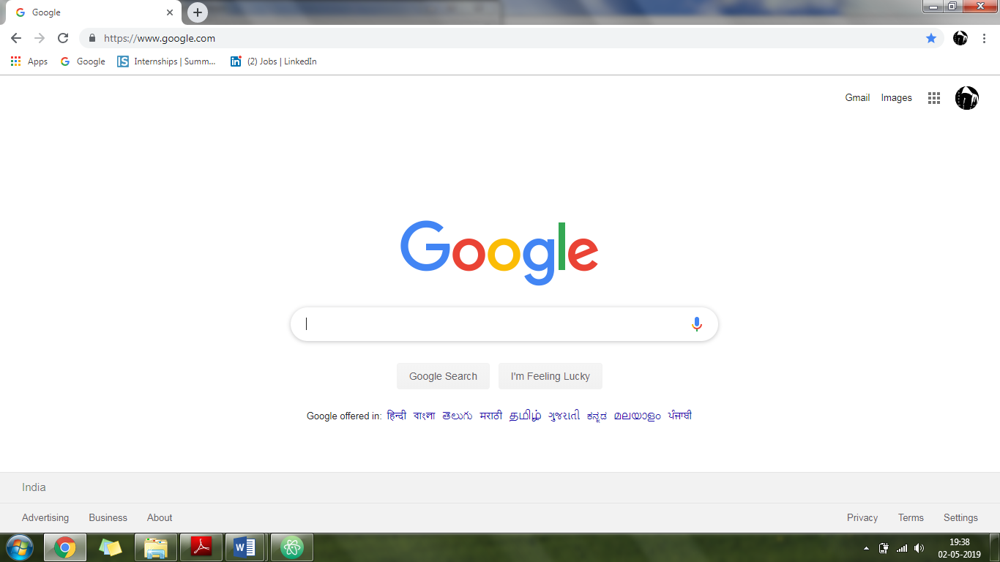 Google
https://www.google.com
Apps Google Internships | Summ... (2) Jobs | LinkedIn
Gmail Images
Google
Google Search I'm Feeling Lucky
Google offered in: हिन्दी বাংলা తెలుగు मराठी தமிழ் ગુજરાતી ಕನ್ನಡ മലയാളം ਪੰਜਾਬੀ
India
Advertising Business About Privacy Terms Settings
19:38
02-05-2019